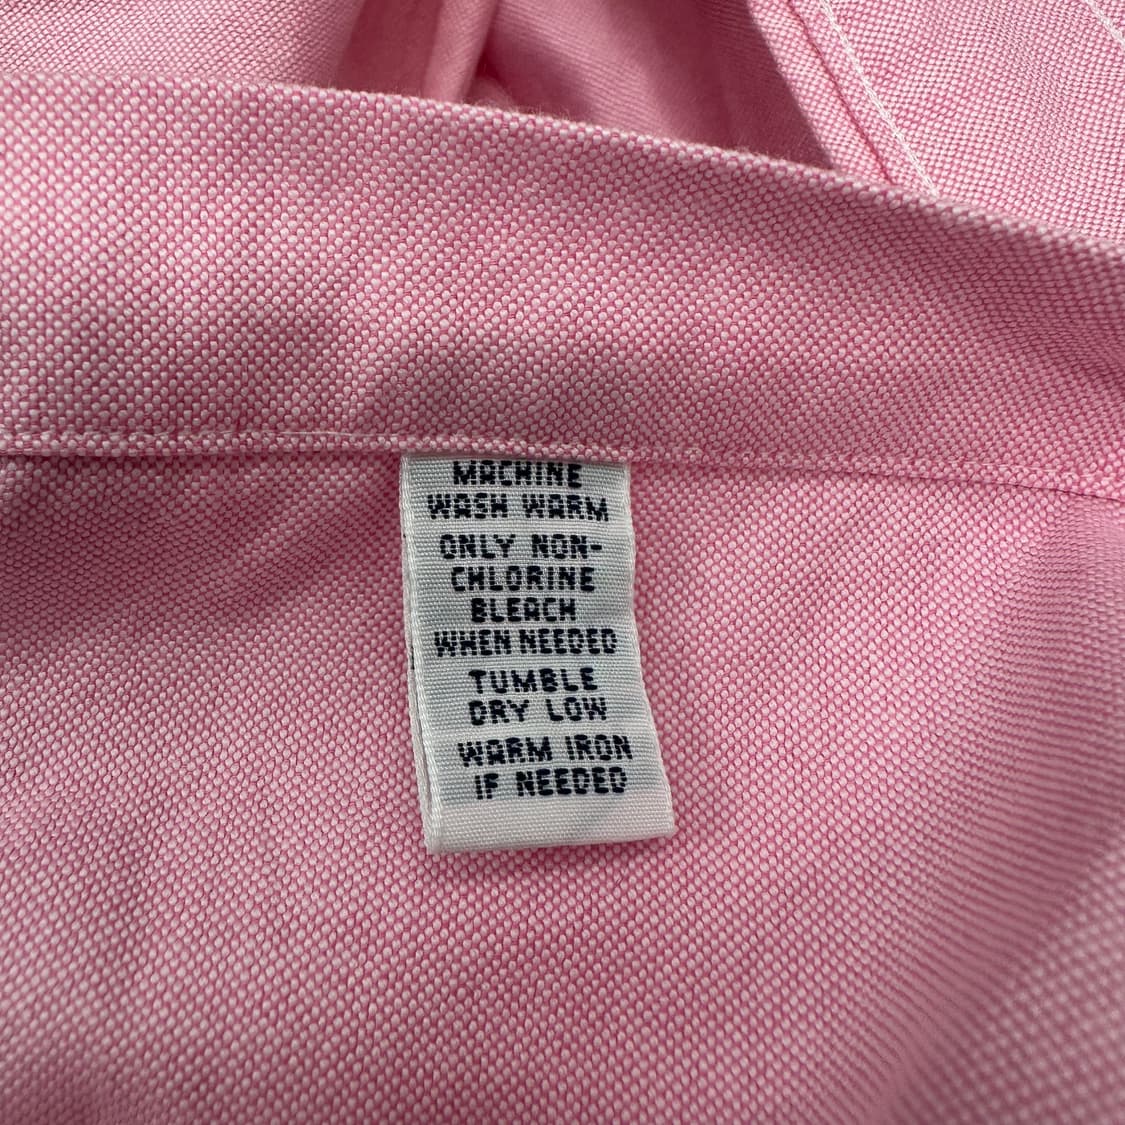 MACHINE
WASH WARM
ONLY NON-
CHLORINE
BLEACH
WHEN NEEDED
TUMBLE
DRY LOW
WARM IRON
IF NEEDED